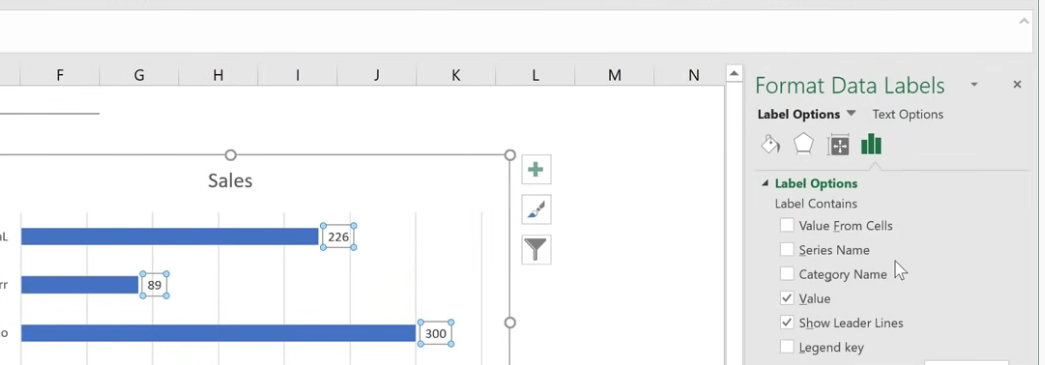 F G H I J K L M N
Format Data Labels
Label Options Text Options
Sales
Label Options
Label Contains
Value From Cells
226
Series Name
Category Name
89
Value
Show Leader Lines
300
Legend key